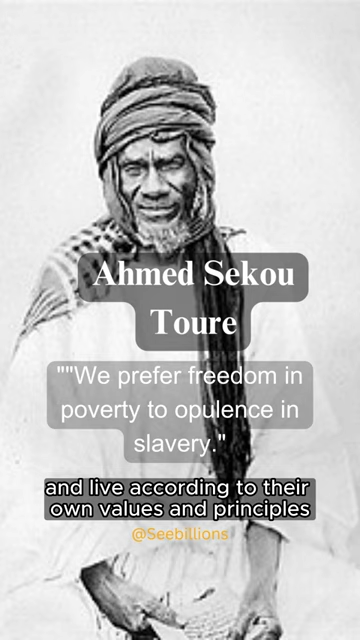 Ahmed Sekou
Toure
""We prefer freedom in
poverty to opulence in
slavery."
and live according to their
own values and principles
@Seebillions